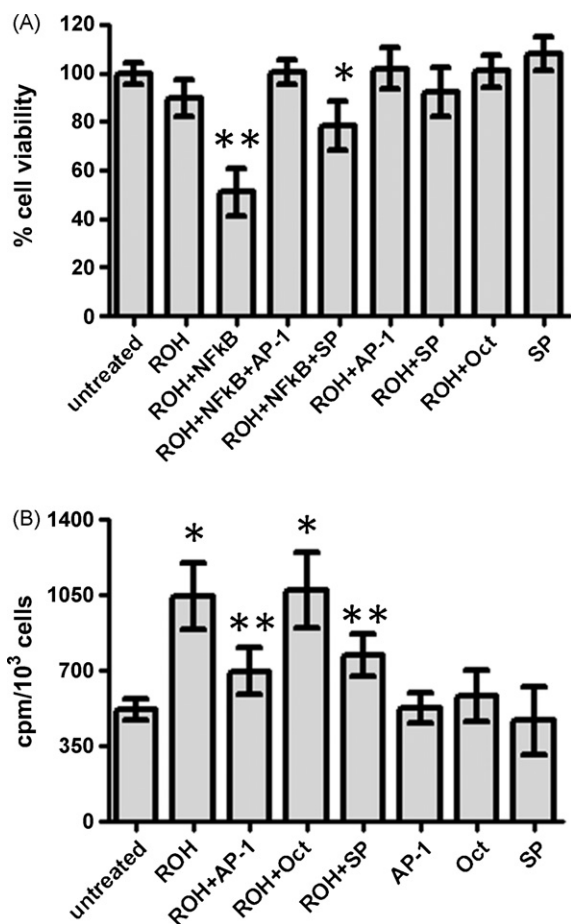 (A)
120
100
80
60
40
20
0
% cell viability
**
*
untreated
ROH
ROH+NFkB
ROH+NFkB+AP-1
ROH+NFkB+SP
ROH+AP-1
ROH+SP
ROH+Oct
SP
(B)
1400
1050
700
350
0
cpm/10³ cells
*
**
*
**
untreated
ROH
ROH+AP-1
ROH+Oct
ROH+SP
AP-1
Oct
SP